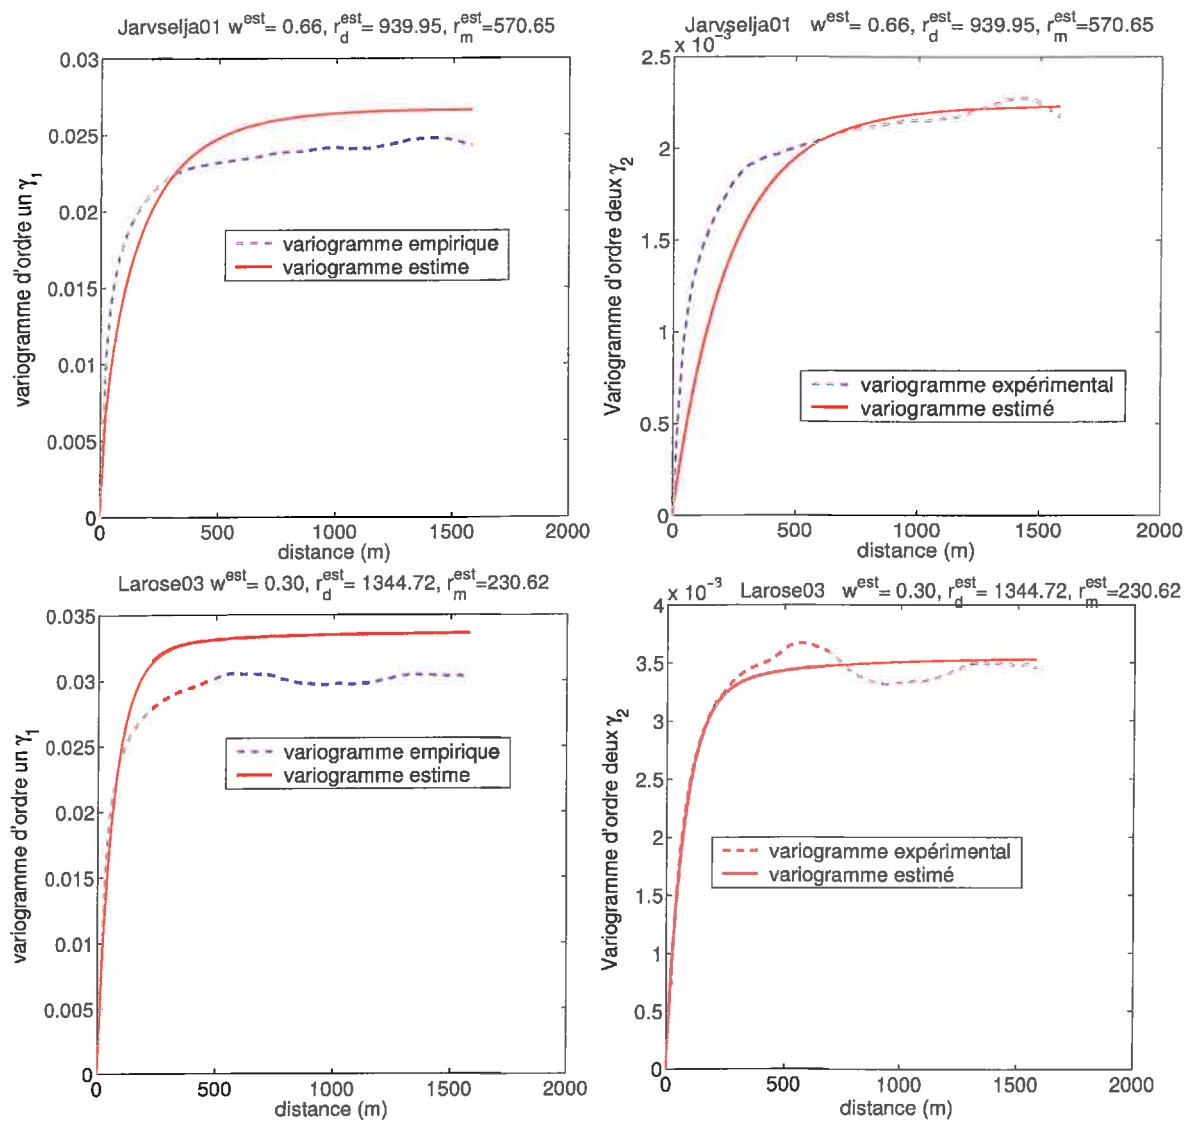 Jarvselja01 w^est= 0.66, r_d^est= 939.95, r_m^est=570.65
variogramme d'ordre un γ_1
0.03
0.025
0.02
0.015
0.01
0.005
0
variogramme empirique
variogramme estime
0 500 1000 1500 2000
distance (m)
Jarvselja01 w^est= 0.66, r_d^est= 939.95, r_m^est=570.65
x 10^-3
Variogramme d'ordre deux γ_2
2.5
2
1.5
1
0.5
0
variogramme expérimental
variogramme estimé
0 500 1000 1500 2000
distance (m)
Larose03 w^est= 0.30, r_d^est= 1344.72, r_m^est=230.62
variogramme d'ordre un γ_1
0.035
0.03
0.025
0.02
0.015
0.01
0.005
0
variogramme empirique
variogramme estime
0 500 1000 1500 2000
distance (m)
Larose03 w^est= 0.30, r_d^est= 1344.72, r_m^est=230.62
x 10^-3
Variogramme d'ordre deux γ_2
4
3.5
3
2.5
2
1.5
1
0.5
0
variogramme expérimental
variogramme estimé
0 500 1000 1500 2000
distance (m)